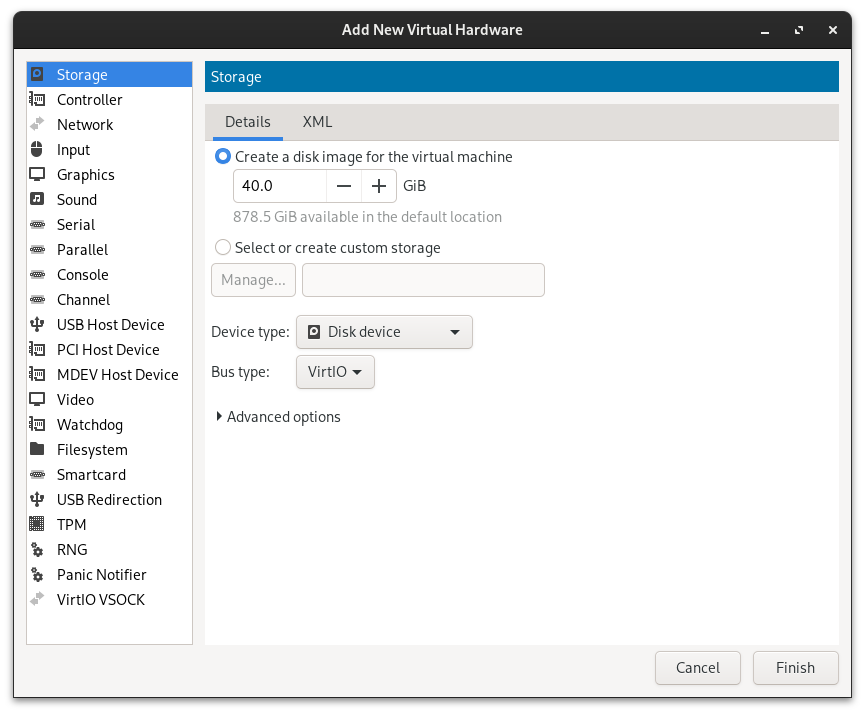 Add New Virtual Hardware
Storage
Controller
Network
Input
Graphics
Sound
Serial
Parallel
Console
Channel
USB Host Device
PCI Host Device
MDEV Host Device
Video
Watchdog
Filesystem
Smartcard
USB Redirection
TPM
RNG
Panic Notifier
VirtIO VSOCK
Storage
Details XML
Create a disk image for the virtual machine
40.0 GiB
878.5 GiB available in the default location
Select or create custom storage
Manage...
Device type: Disk device
Bus type: VirtIO
Advanced options
Cancel Finish